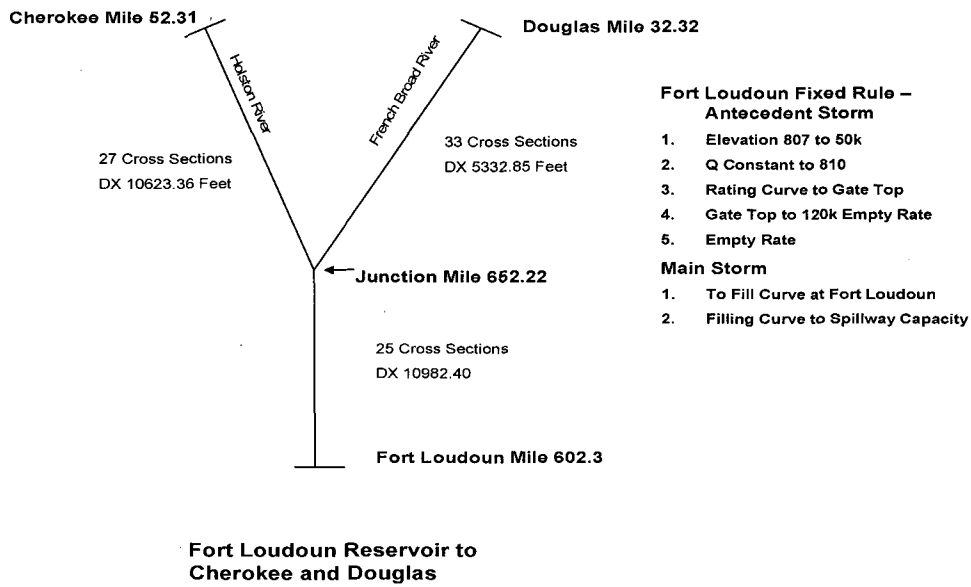 Cherokee Mile 52.31
Douglas Mile 32.32
Holston River
French Broad River
27 Cross Sections
DX 10623.36 Feet
33 Cross Sections
DX 5332.85 Feet
Junction Mile 652.22
25 Cross Sections
DX 10982.40
Fort Loudoun Mile 602.3
Fort Loudoun Fixed Rule –
Antecedent Storm
1. Elevation 807 to 50k
2. Q Constant to 810
3. Rating Curve to Gate Top
4. Gate Top to 120k Empty Rate
5. Empty Rate
Main Storm
1. To Fill Curve at Fort Loudoun
2. Filling Curve to Spillway Capacity
Fort Loudoun Reservoir to
Cherokee and Douglas